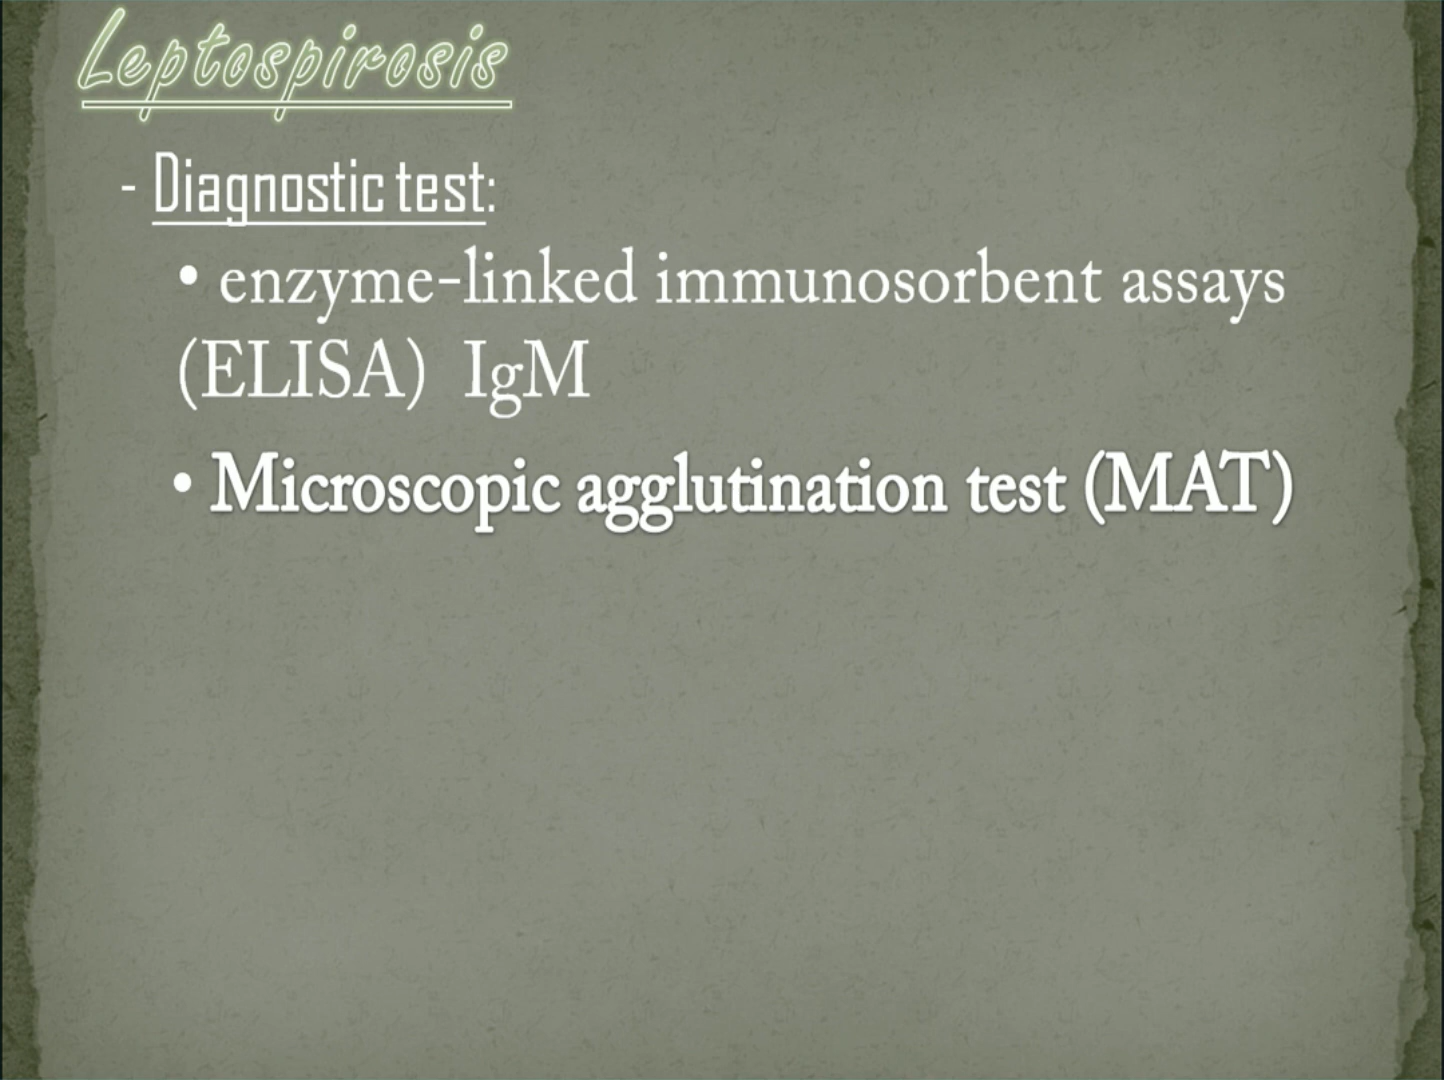 Leptospirosis
- Diagnostic test:
• enzyme-linked immunosorbent assays
(ELISA) IgM
• Microscopic agglutination test (MAT)